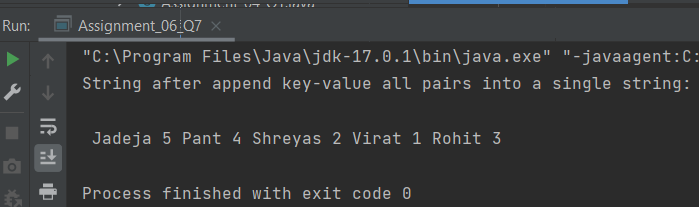 Run: Assignment_06_Q7
"C:\Program Files\Java\jdk-17.0.1\bin\java.exe" "-javaagent:C:
String after append key-value all pairs into a single string:
Jadeja 5 Pant 4 Shreyas 2 Virat 1 Rohit 3
Process finished with exit code 0